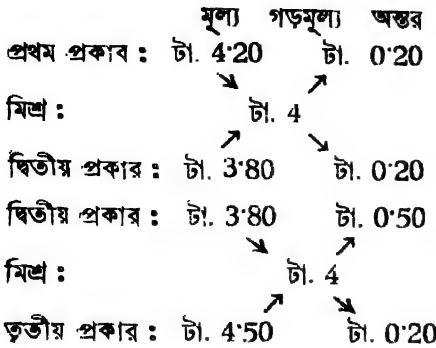 মূল্য গড়মূল্য অন্তর
প্রথম প্রকাব : টা. 4·20 টা. 0·20
মিশ্র : টা. 4
দ্বিতীয় প্রকার : টা. 3·80 টা. 0·20
দ্বিতীয় প্রকার : টা. 3·80 টা. 0·50
মিশ্র : টা. 4
তৃতীয় প্রকার : টা. 4·50 টা. 0·20